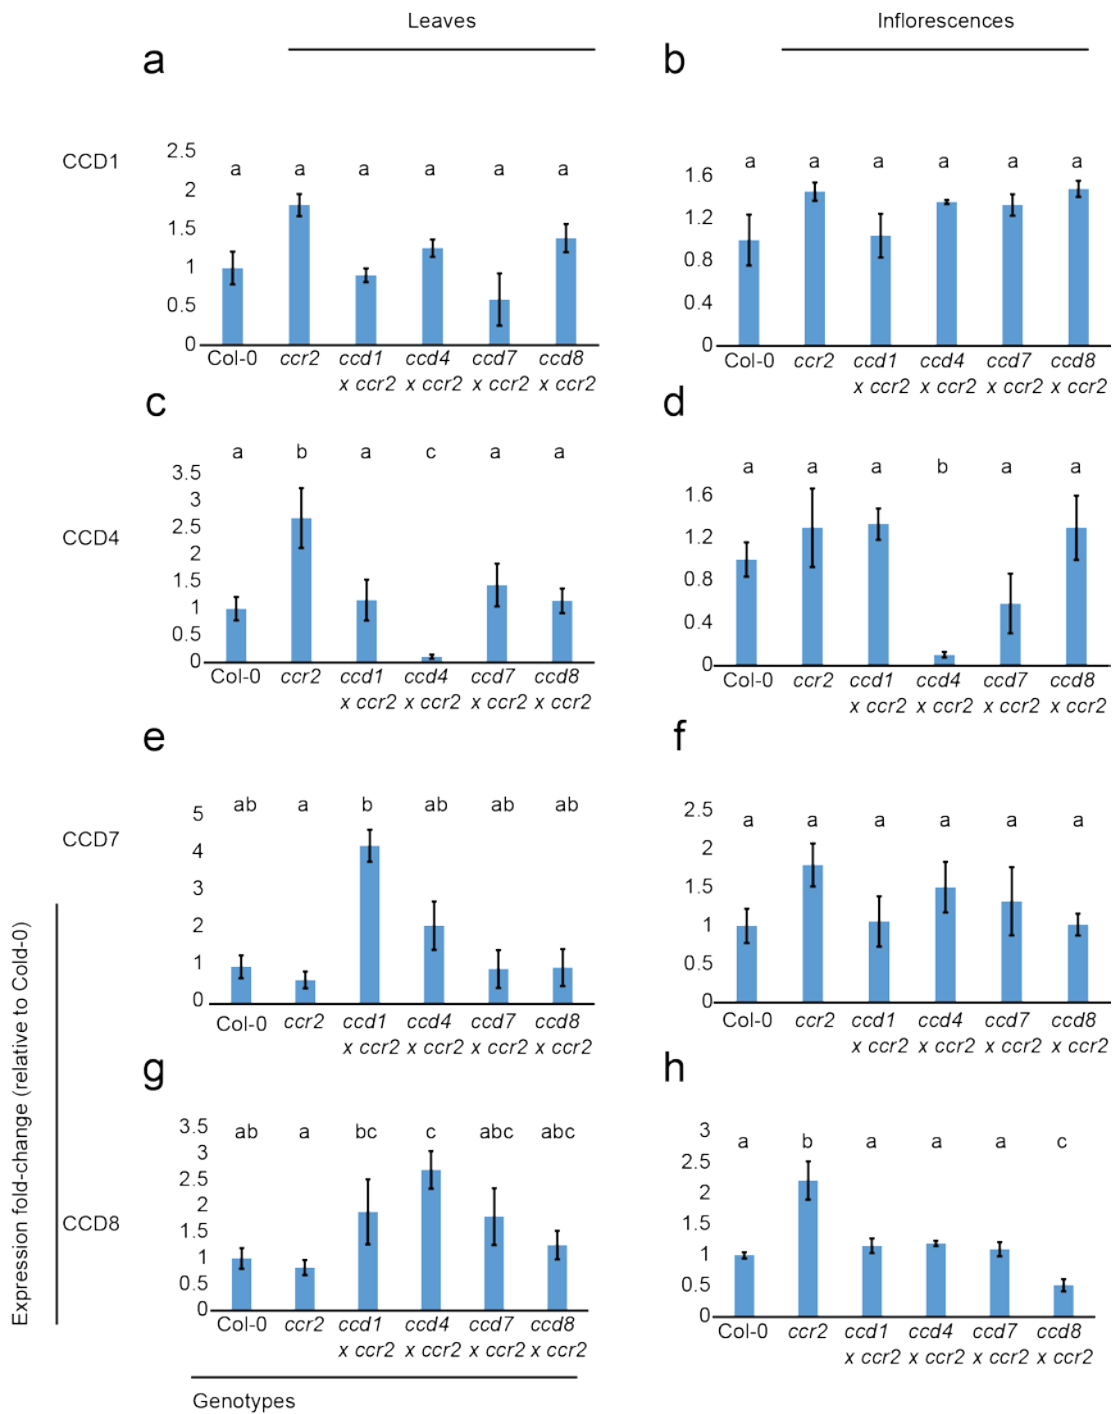 Leaves
Inflorescences
a
b
CCD1
2.5
2
1.5
1
0.5
0
a a a a a a
Col-0 ccr2 ccd1 ccd4 ccd7 ccd8
x ccr2 x ccr2 x ccr2 x ccr2
1.6
1.2
0.8
0.4
0
a a a a a a
Col-0 ccr2 ccd1 ccd4 ccd7 ccd8
x ccr2 x ccr2 x ccr2 x ccr2
c
d
CCD4
3.5
3
2.5
2
1.5
1
0.5
0
a b a c a a
Col-0 ccr2 ccd1 ccd4 ccd7 ccd8
x ccr2 x ccr2 x ccr2 x ccr2
1.6
1.2
0.8
0.4
0
a a a b a a
Col-0 ccr2 ccd1 ccd4 ccd7 ccd8
x ccr2 x ccr2 x ccr2 x ccr2
e
f
CCD7
5
4
3
2
1
0
ab a b ab ab ab
Col-0 ccr2 ccd1 ccd4 ccd7 ccd8
x ccr2 x ccr2 x ccr2 x ccr2
2.5
2
1.5
1
0.5
0
a a a a a a
Col-0 ccr2 ccd1 ccd4 ccd7 ccd8
x ccr2 x ccr2 x ccr2 x ccr2
g
h
CCD8
3.5
3
2.5
2
1.5
1
0.5
0
ab a bc c abc abc
Col-0 ccr2 ccd1 ccd4 ccd7 ccd8
x ccr2 x ccr2 x ccr2 x ccr2
3
2.5
2
1.5
1
0.5
0
a b a a a c
Col-0 ccr2 ccd1 ccd4 ccd7 ccd8
x ccr2 x ccr2 x ccr2 x ccr2
Expression fold-change (relative to Cold-0)
Genotypes